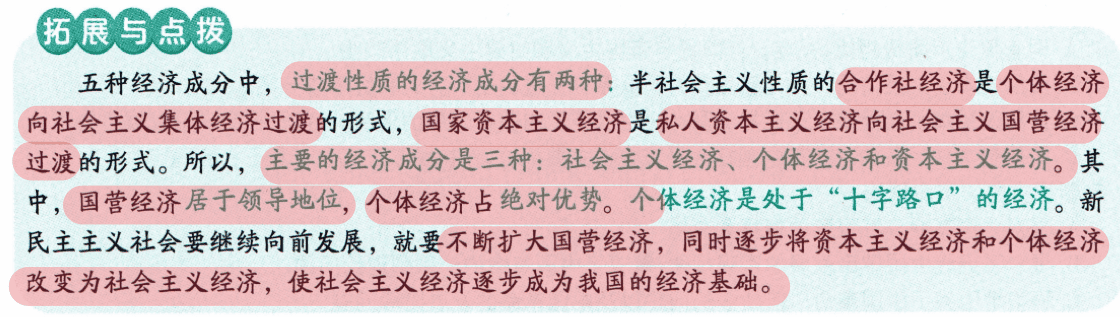 拓展与点拨
五种经济成分中，过渡性质的经济成分有两种：半社会主义性质的合作社经济是个体经济
向社会主义集体经济过渡的形式，国家资本主义经济是私人资本主义经济向社会主义国营经济
过渡的形式。所以，主要的经济成分是三种：社会主义经济、个体经济和资本主义经济。其
中，国营经济居于领导地位，个体经济占绝对优势。个体经济是处于“十字路口”的经济。新
民主主义社会要继续向前发展，就要不断扩大国营经济，同时逐步将资本主义经济和个体经济
改变为社会主义经济，使社会主义经济逐步成为我国的经济基础。